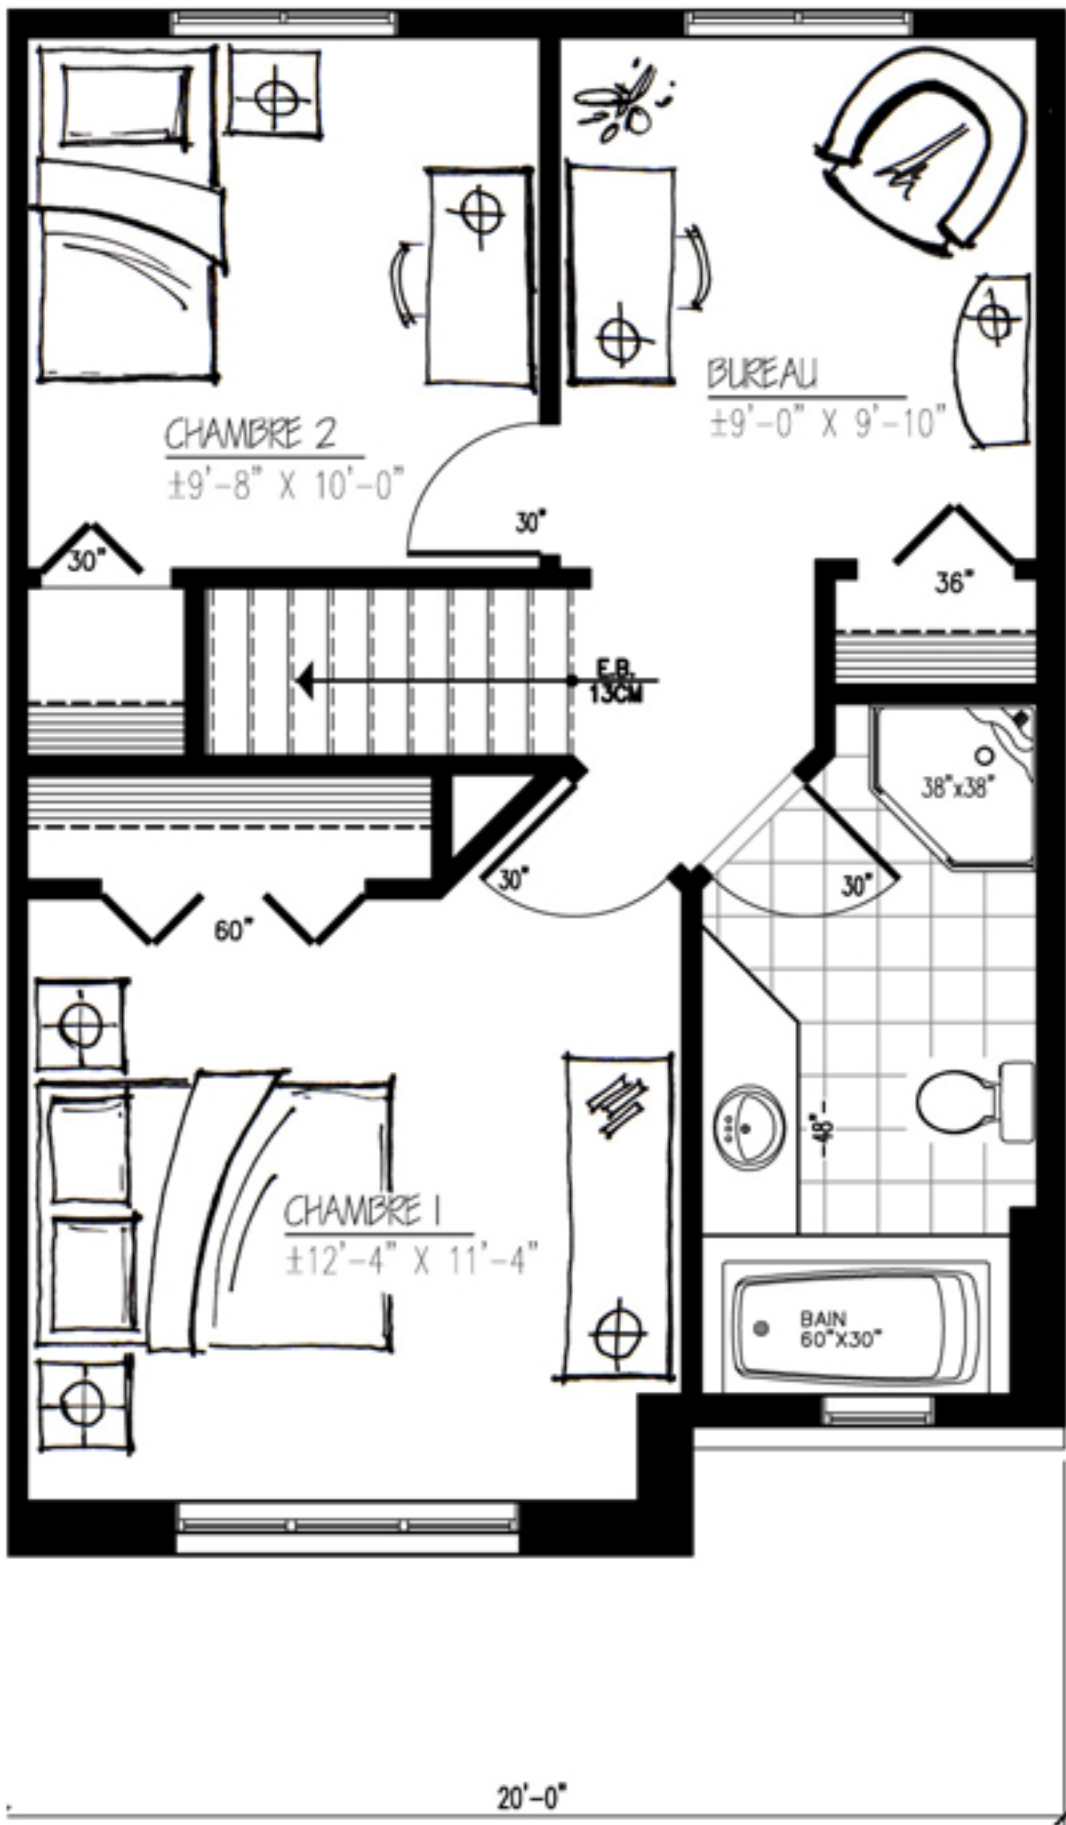 BUREAU
±9'-0" X 9'-10"
CHAMBRE 2
±9'-8" X 10'-0"
30"
30"
36"
E.B.
13CM
38"x38"
30"
30"
60"
48"
CHAMBRE 1
±12'-4" X 11'-4"
BAIN
60"X30"
20'-0"